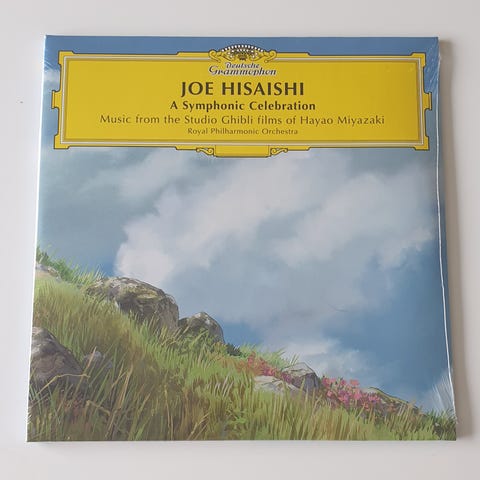 Deutsche
Grammophon
JOE HISAISHI
A Symphonic Celebration
Music from the Studio Ghibli films of Hayao Miyazaki
Royal Philharmonic Orchestra